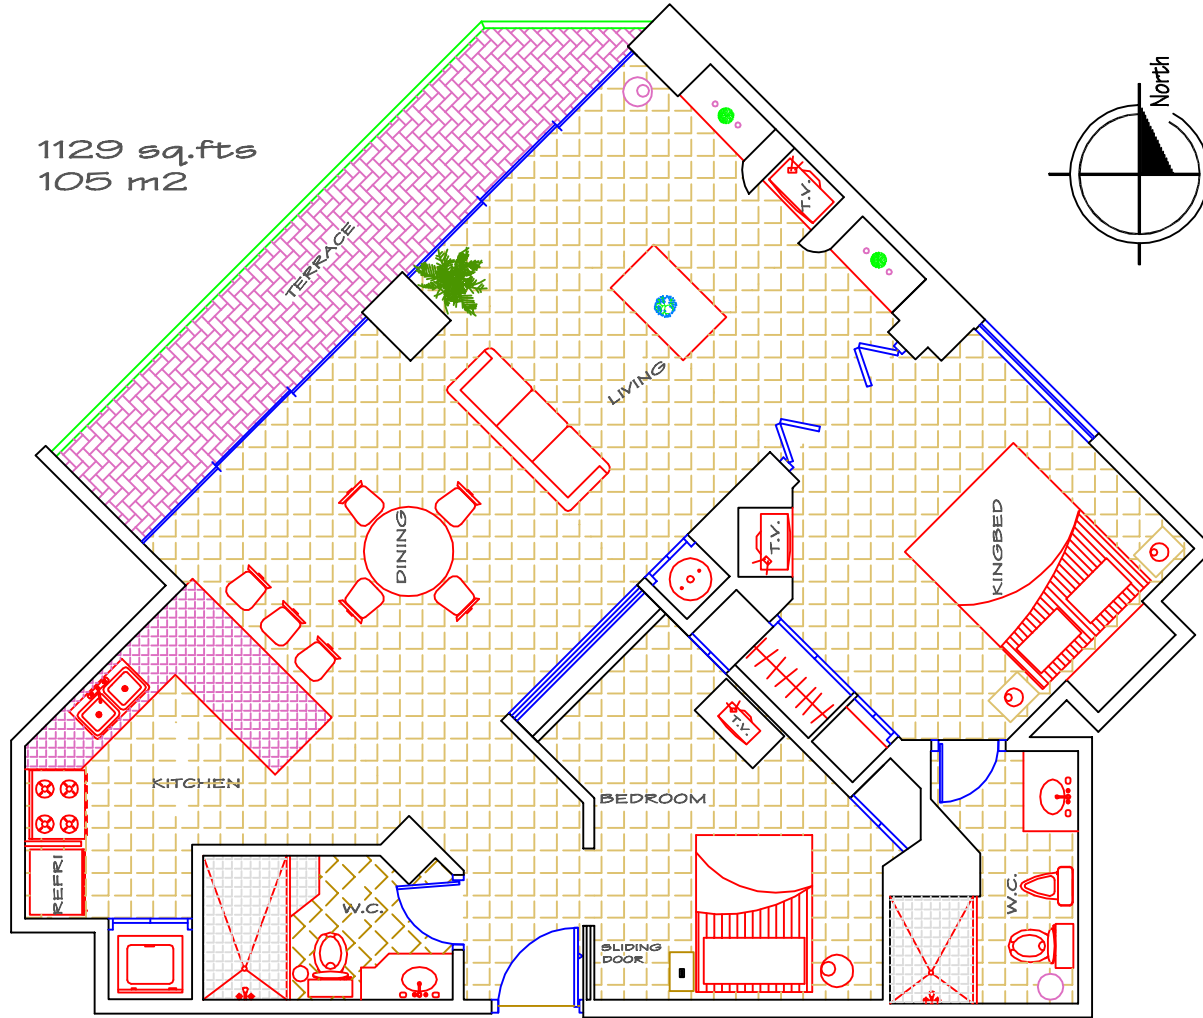 North
1129 sq.fts
105 m2
TERRACE
T.V.
LIVING
DINING
T.V.
KINGBED
T.V.
KITCHEN
BEDROOM
REFRI
W.C.
W.C.
SLIDING
DOOR